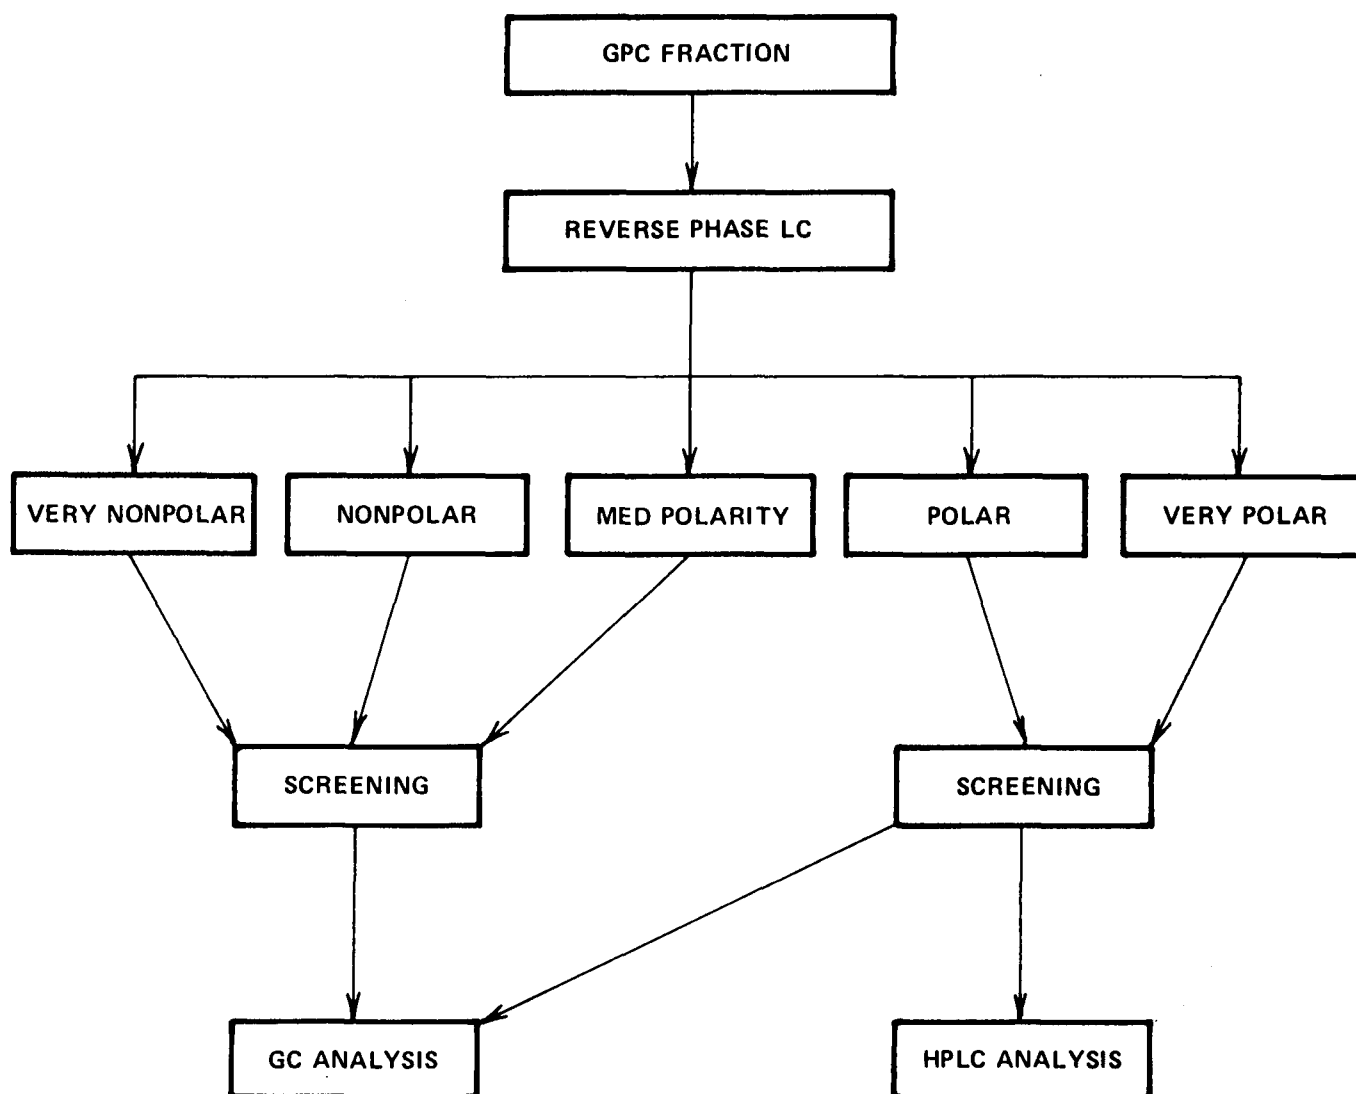 GPC FRACTION
REVERSE PHASE LC
VERY NONPOLAR
NONPOLAR
MED POLARITY
POLAR
VERY POLAR
SCREENING
SCREENING
GC ANALYSIS
HPLC ANALYSIS